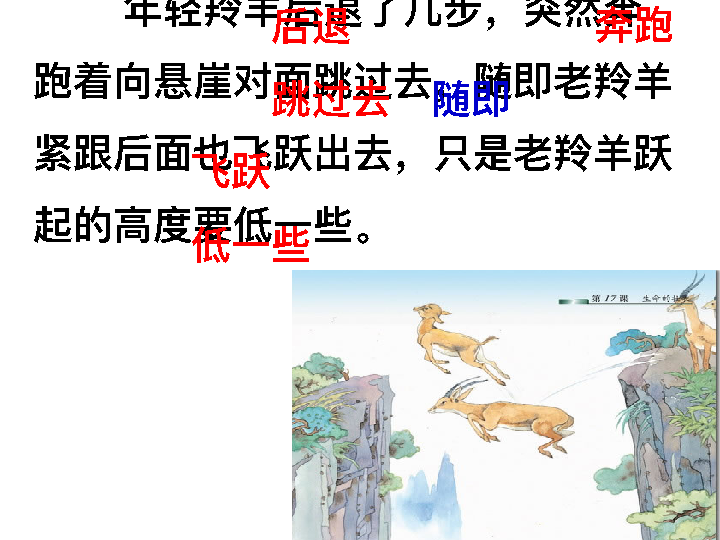 年轻羚羊后退了几步，突然奔
后退 奔跑
跑着向悬崖对面跳过去。随即老羚羊
跳过去 随即
紧跟后面也飞跃出去，只是老羚羊跃
飞跃
起的高度要低一些。
低一些
第17课 生命的